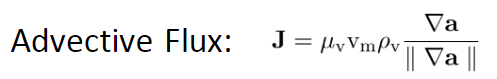 Advective Flux: J = μ_v v_m ρ_v ∇a / ‖ ∇a ‖